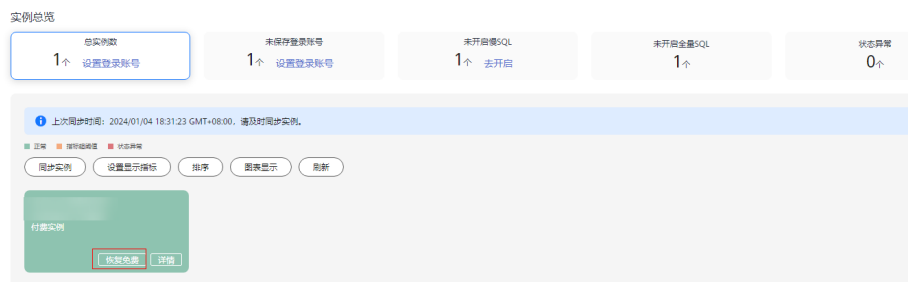 实例总览
总实例数
1个 设置登录账号
未保存登录账号
1个 设置登录账号
未开启慢SQL
1个 去开启
未开启全量SQL
1个
状态异常
0个
上次同步时间：2024/01/04 18:31:23 GMT+08:00，请及时同步实例。
正常 指标超阈值 状态异常
同步实例 设置显示指标 排序 图表显示 刷新
付费实例
恢复免费 详情